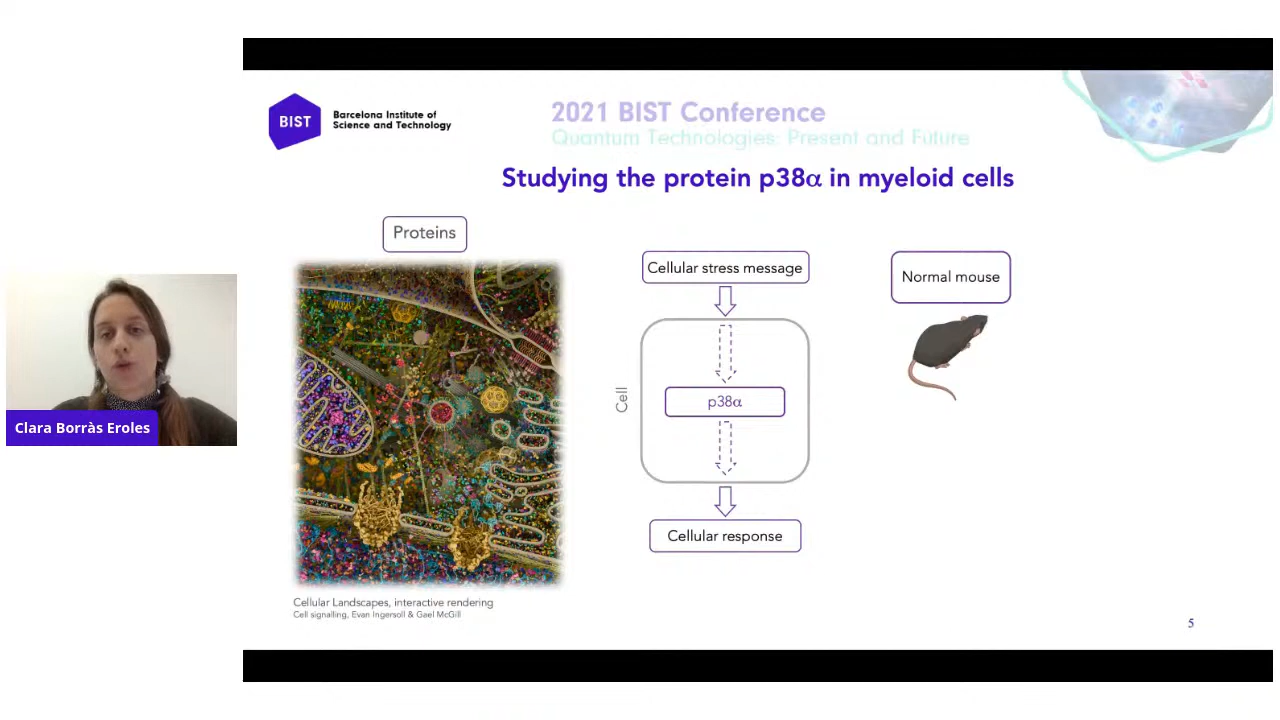 BIST
Barcelona Institute of
Science and Technology
2021 BIST Conference
Quantum Technologies: Present and Future
Studying the protein p38α in myeloid cells
Proteins
Cellular stress message
Cell
p38α
Cellular response
Normal mouse
Cellular Landscapes, interactive rendering
Cell signalling, Evan Ingersoll & Gael McGill
Clara Borràs Eroles
5